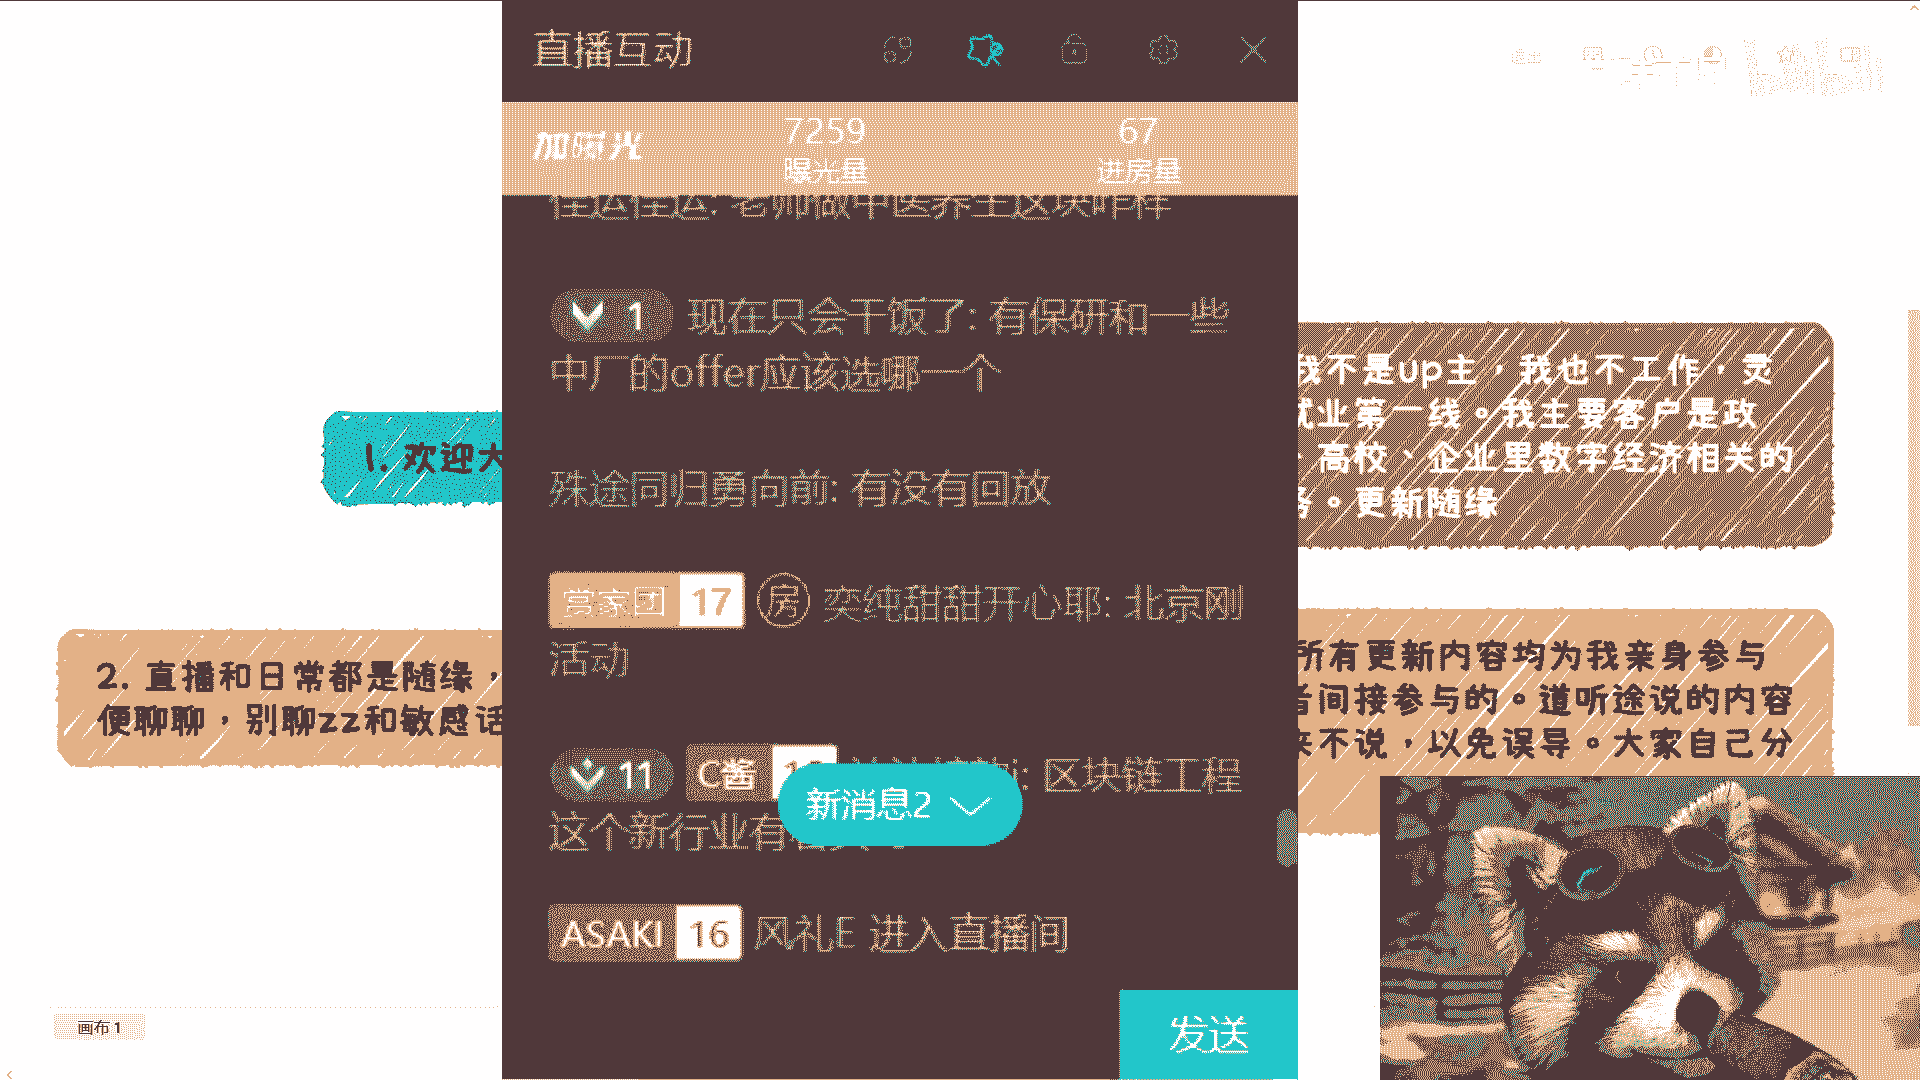 直播互动
加曝光
7259
曝光量
67
进房量
佳运佳运: 老师做中医养生这块咋样
1 现在只会干饭了: 有保研和一些
中厂的offer应该选哪一个
殊途同归勇向前: 有没有回放
17 房 奕纯甜甜开心耶: 北京刚
活动
11 C酱 : 区块链工程
这个新行业有
新消息2
ASAKI 16 风礼E 进入直播间
发送
1. 欢迎大
2. 直播和日常都是随缘，
便聊聊，别聊zz和敏感话
我不是up主，我也不工作，灵
就业第一线。我主要客户是政
、高校、企业里数字经济相关的
务。更新随缘
所有更新内容均为我亲身参与
者间接参与的。道听途说的内容
来不说，以免误导。大家自己分
画布 1